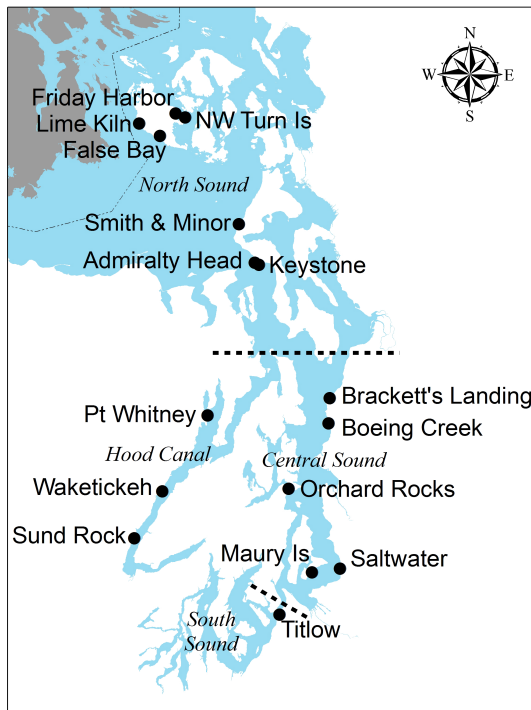 N
W
E
S
Friday Harbor
Lime Kiln
NW Turn Is
False Bay
North Sound
Smith & Minor
Admiralty Head
Keystone
Brackett's Landing
Pt Whitney
Boeing Creek
Hood Canal
Central Sound
Waketickeh
Orchard Rocks
Sund Rock
Maury Is
Saltwater
South
Sound
Titlow